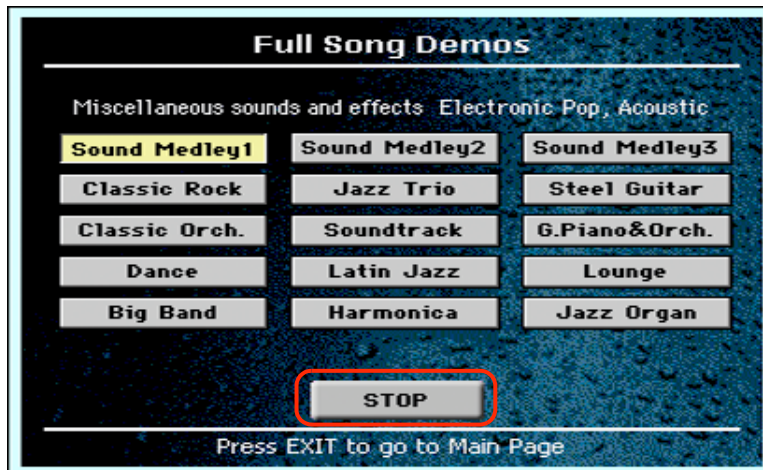 Full Song Demos
Miscellaneous sounds and effects Electronic Pop, Acoustic
Sound Medley1 Sound Medley2 Sound Medley3
Classic Rock Jazz Trio Steel Guitar
Classic Orch. Soundtrack G.Piano&Orch.
Dance Latin Jazz Lounge
Big Band Harmonica Jazz Organ
STOP
Press EXIT to go to Main Page